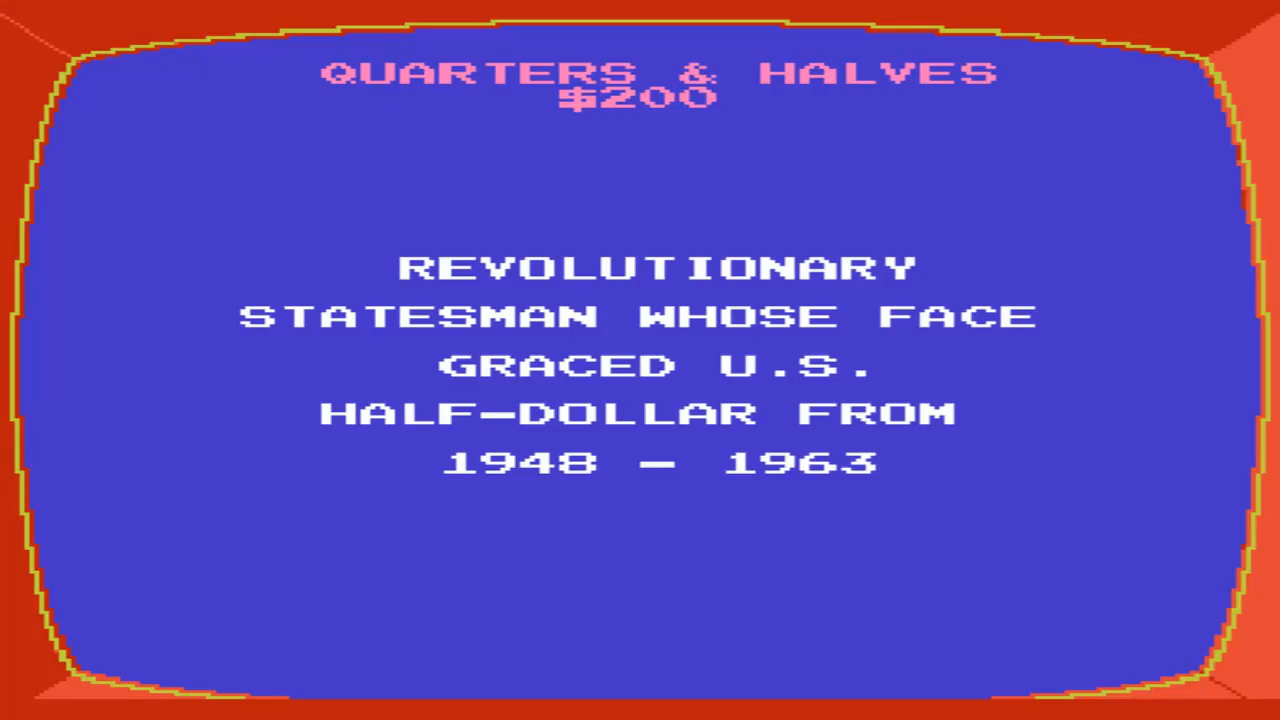 QUARTERS & HALVES
$200
REVOLUTIONARY
STATESMAN WHOSE FACE
GRACED U.S.
HALF-DOLLAR FROM
1948 - 1963